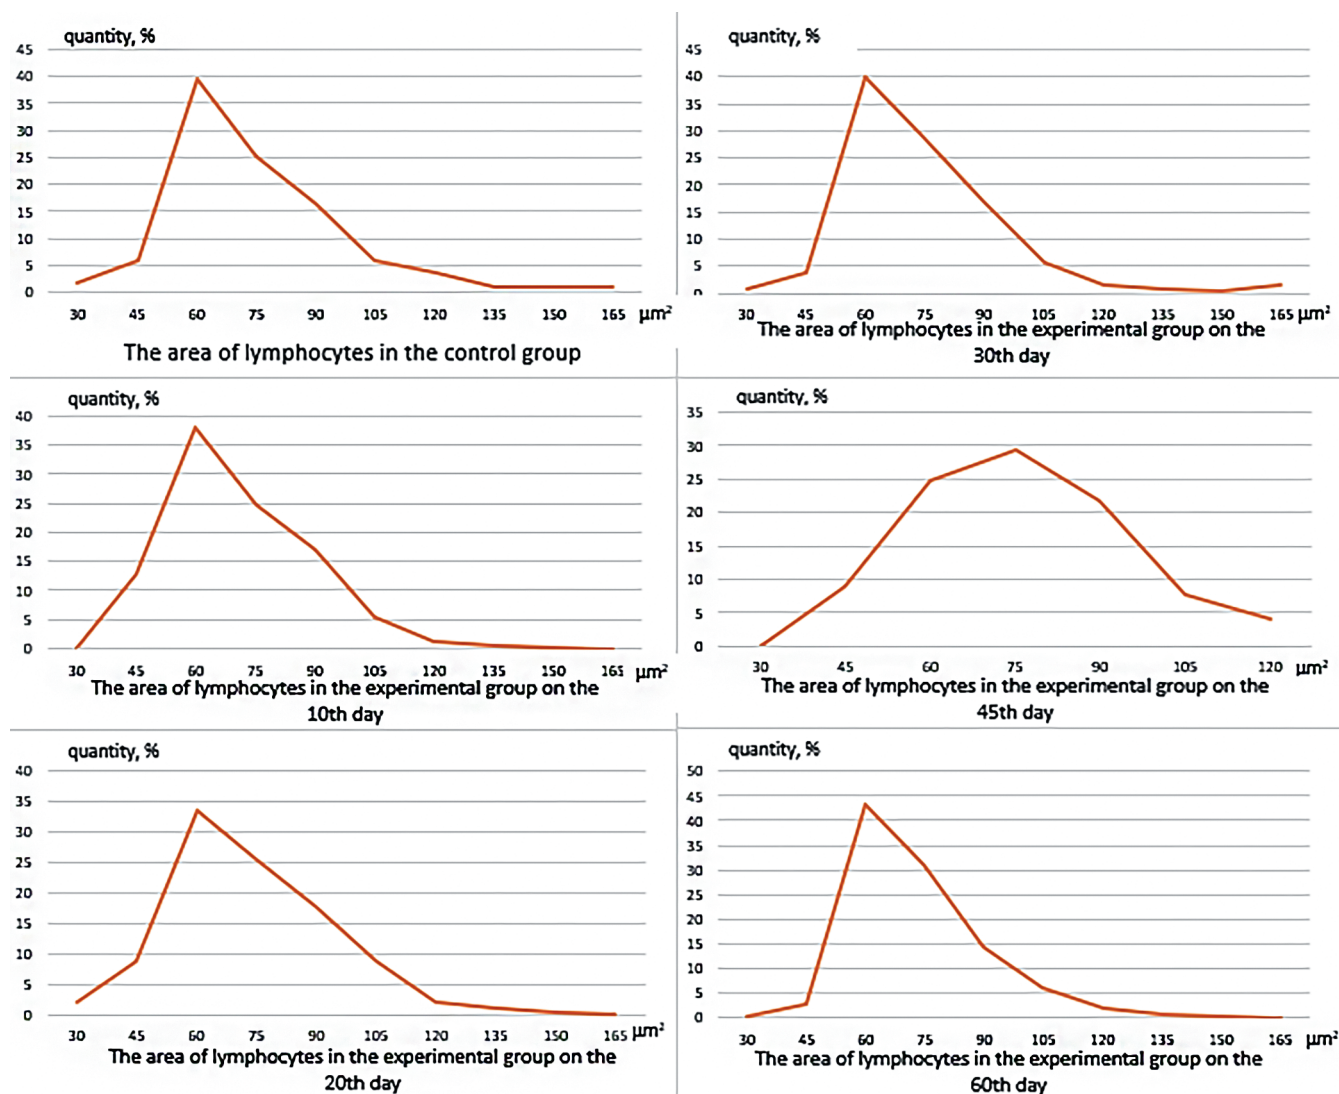 quantity, %
45
40
35
30
25
20
15
10
5
0
30 45 60 75 90 105 120 135 150 165 μm²
The area of lymphocytes in the control group
quantity, %
45
40
35
30
25
20
15
10
5
0
30 45 60 75 90 105 120 135 150 165 μm²
The area of lymphocytes in the experimental group on the
30th day
quantity, %
40
35
30
25
20
15
10
5
0
30 45 60 75 90 105 120 135 150 165 μm²
The area of lymphocytes in the experimental group on the
10th day
quantity, %
35
30
25
20
15
10
5
0
30 45 60 75 90 105 120 μm²
The area of lymphocytes in the experimental group on the
45th day
quantity, %
40
35
30
25
20
15
10
5
0
30 45 60 75 90 105 120 135 150 165 μm²
The area of lymphocytes in the experimental group on the
20th day
quantity, %
50
45
40
35
30
25
20
15
10
5
0
30 45 60 75 90 105 120 135 150 165 μm²
The area of lymphocytes in the experimental group on the
60th day